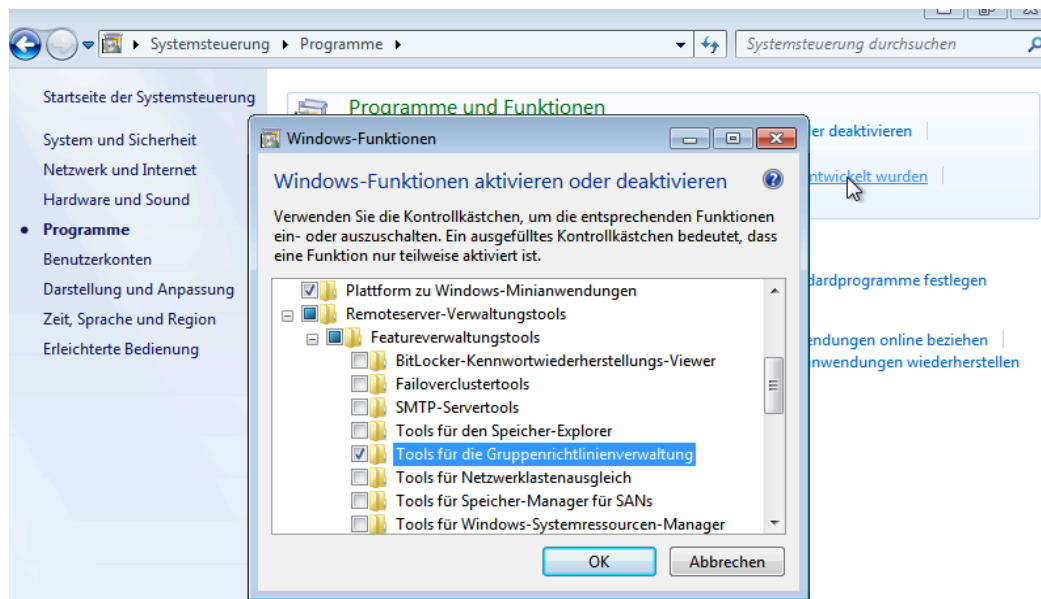 Systemsteuerung ▸ Programme ▸
Systemsteuerung durchsuchen
Startseite der Systemsteuerung
System und Sicherheit
Netzwerk und Internet
Hardware und Sound
Programme
Benutzerkonten
Darstellung und Anpassung
Zeit, Sprache und Region
Erleichterte Bedienung
Programme und Funktionen
er deaktivieren
ntwickelt wurden
dardprogramme festlegen
endungen online beziehen
nwendungen wiederherstellen
Windows-Funktionen
Windows-Funktionen aktivieren oder deaktivieren
Verwenden Sie die Kontrollkästchen, um die entsprechenden Funktionen
ein- oder auszuschalten. Ein ausgefülltes Kontrollkästchen bedeutet, dass
eine Funktion nur teilweise aktiviert ist.
Plattform zu Windows-Minianwendungen
Remoteserver-Verwaltungstools
Featureverwaltungstools
BitLocker-Kennwortwiederherstellungs-Viewer
Failoverclustertools
SMTP-Servertools
Tools für den Speicher-Explorer
Tools für die Gruppenrichtlinienverwaltung
Tools für Netzwerklastenausgleich
Tools für Speicher-Manager für SANs
Tools für Windows-Systemressourcen-Manager
OK
Abbrechen